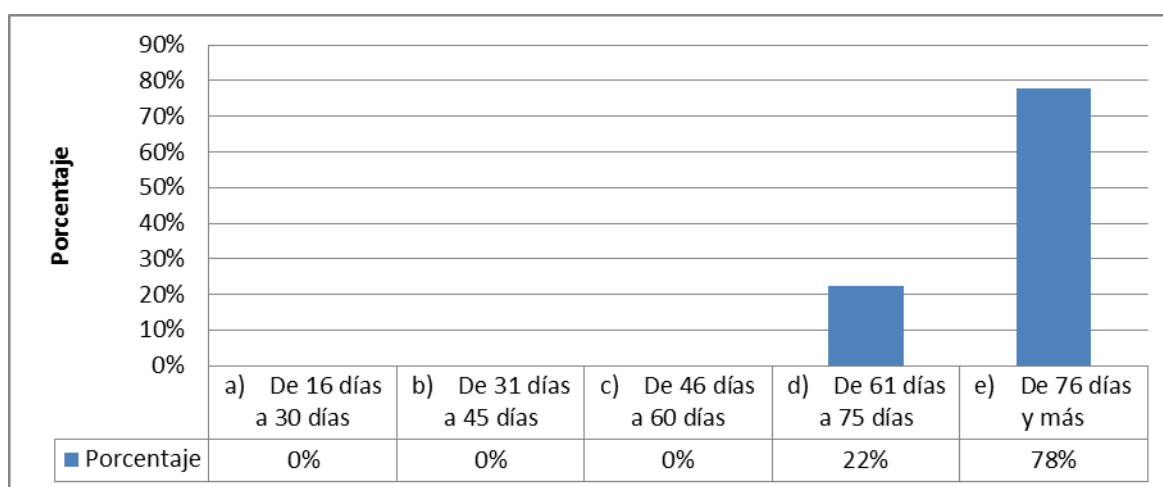 90%
80%
70%
60%
50%
40%
30%
20%
10%
0%
Porcentaje
a) De 16 días a 30 días
b) De 31 días a 45 días
c) De 46 días a 60 días
d) De 61 días a 75 días
e) De 76 días y más
Porcentaje 0% 0% 0% 22% 78%